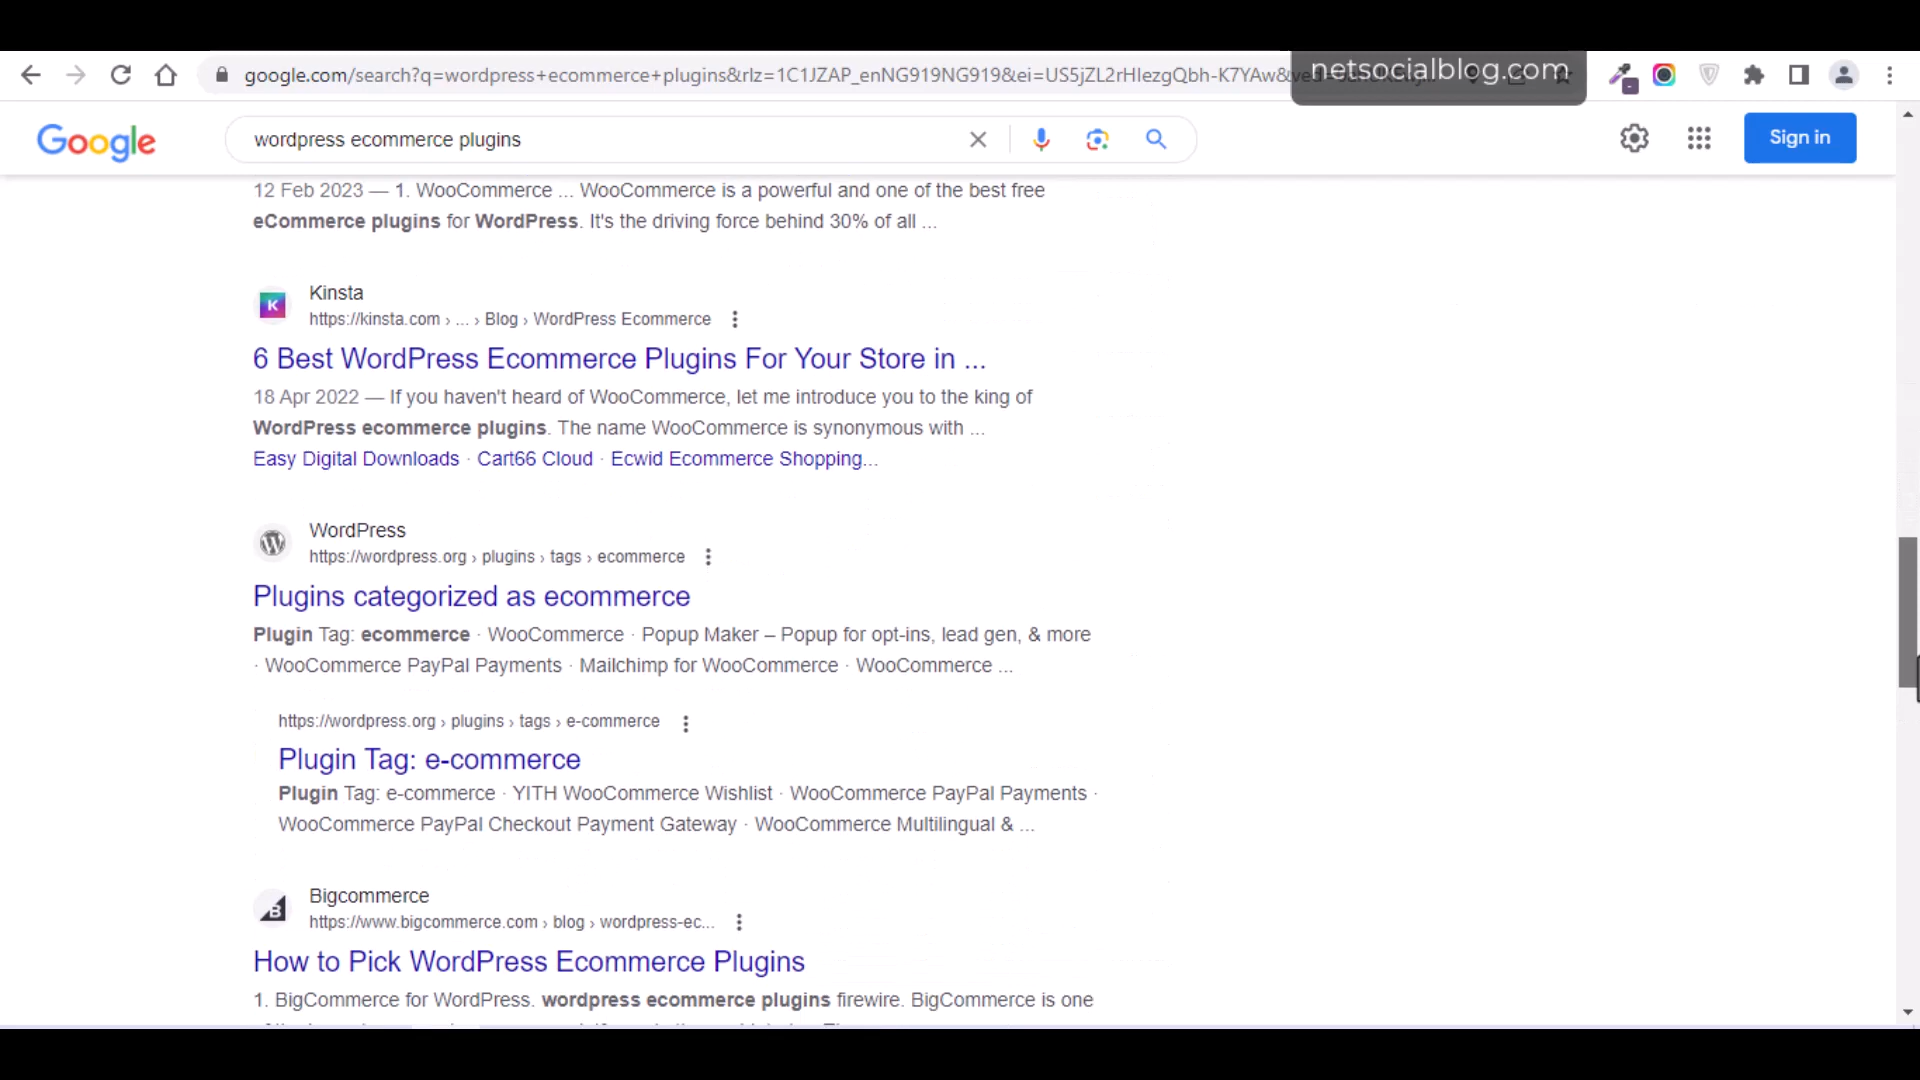 google.com/search?q=wordpress+ecommerce+plugins&rlz=1C1JZAP_enNG919NG919&ei=US5jZL2rHIezgQbh-K7YAw&
netsocialblog.com
Google
wordpress ecommerce plugins
Sign in
12 Feb 2023 — 1. WooCommerce ... WooCommerce is a powerful and one of the best free
eCommerce plugins for WordPress. It's the driving force behind 30% of all ...
K
Kinsta
https://kinsta.com › ... › Blog › WordPress Ecommerce
6 Best WordPress Ecommerce Plugins For Your Store in ...
18 Apr 2022 — If you haven't heard of WooCommerce, let me introduce you to the king of
WordPress ecommerce plugins. The name WooCommerce is synonymous with ...
Easy Digital Downloads · Cart66 Cloud · Ecwid Ecommerce Shopping...
WordPress
https://wordpress.org › plugins › tags › ecommerce
Plugins categorized as ecommerce
Plugin Tag: ecommerce · WooCommerce · Popup Maker – Popup for opt-ins, lead gen, & more
· WooCommerce PayPal Payments · Mailchimp for WooCommerce · WooCommerce ...
https://wordpress.org › plugins › tags › e-commerce
Plugin Tag: e-commerce
Plugin Tag: e-commerce · YITH WooCommerce Wishlist · WooCommerce PayPal Payments ·
WooCommerce PayPal Checkout Payment Gateway · WooCommerce Multilingual & ...
Bigcommerce
https://www.bigcommerce.com › blog › wordpress-ec...
How to Pick WordPress Ecommerce Plugins
1. BigCommerce for WordPress. wordpress ecommerce plugins firewire. BigCommerce is one